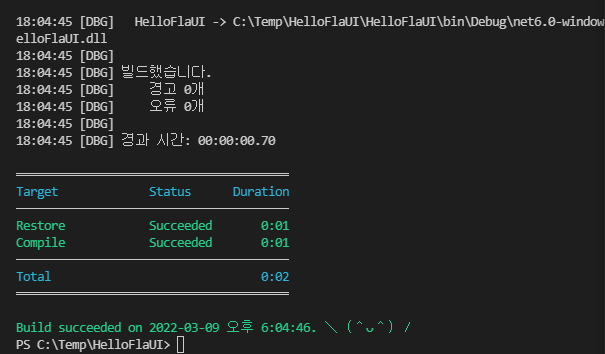 18:04:45 [DBG]   HelloFlaUI -> C:\Temp\HelloFlaUI\HelloFlaUI\bin\Debug\net6.0-window
elloFlaUI.dll
18:04:45 [DBG]
18:04:45 [DBG] 빌드했습니다.
18:04:45 [DBG]     경고 0개
18:04:45 [DBG]     오류 0개
18:04:45 [DBG]
18:04:45 [DBG] 경과 시간: 00:00:00.70
Target             Status      Duration
Restore            Succeeded       0:01
Compile            Succeeded       0:01
Total                              0:02
Build succeeded on 2022-03-09 오후 6:04:46. ＼（＾ᴗ＾）/
PS C:\Temp\HelloFlaUI>